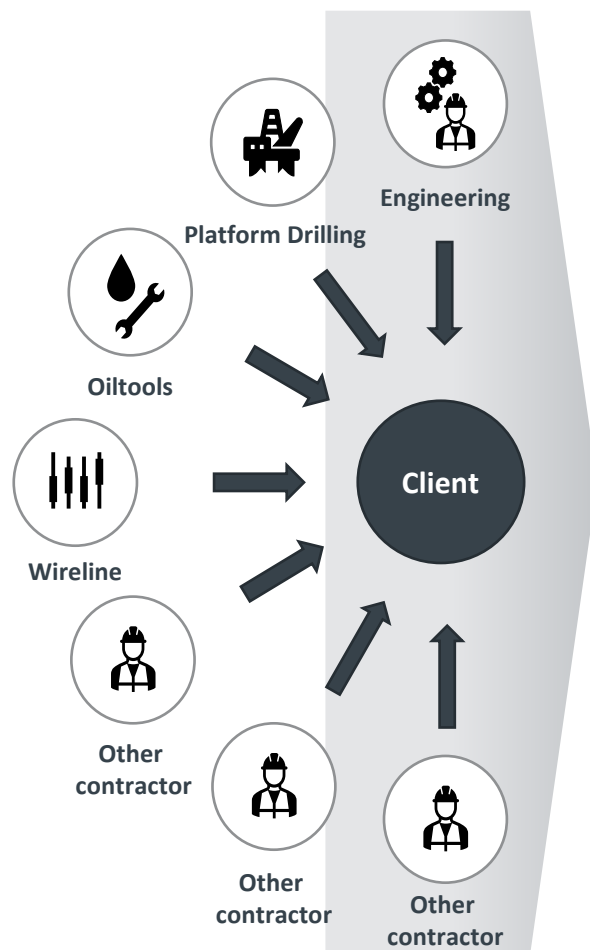 Engineering
Platform Drilling
Oiltools
Client
Wireline
Other
contractor
Other
contractor
Other
contractor